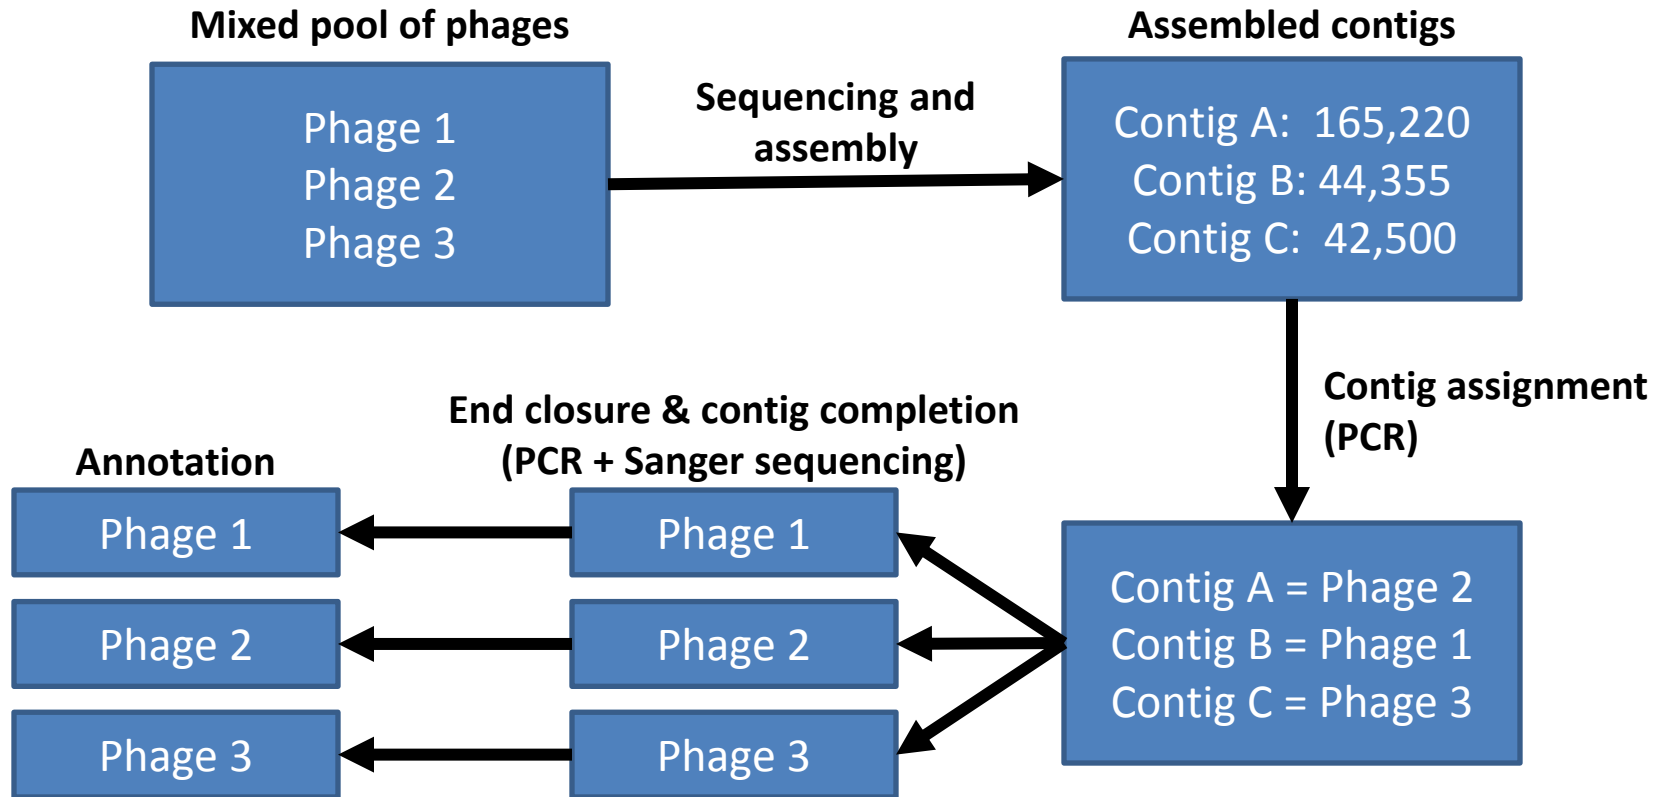 Mixed pool of phages
Phage 1
Phage 2
Phage 3
Sequencing and
assembly
Assembled contigs
Contig A:  165,220
Contig B: 44,355
Contig C:  42,500
Contig assignment
(PCR)
Contig A = Phage 2
Contig B = Phage 1
Contig C = Phage 3
End closure & contig completion
(PCR + Sanger sequencing)
Phage 1
Phage 2
Phage 3
Annotation
Phage 1
Phage 2
Phage 3